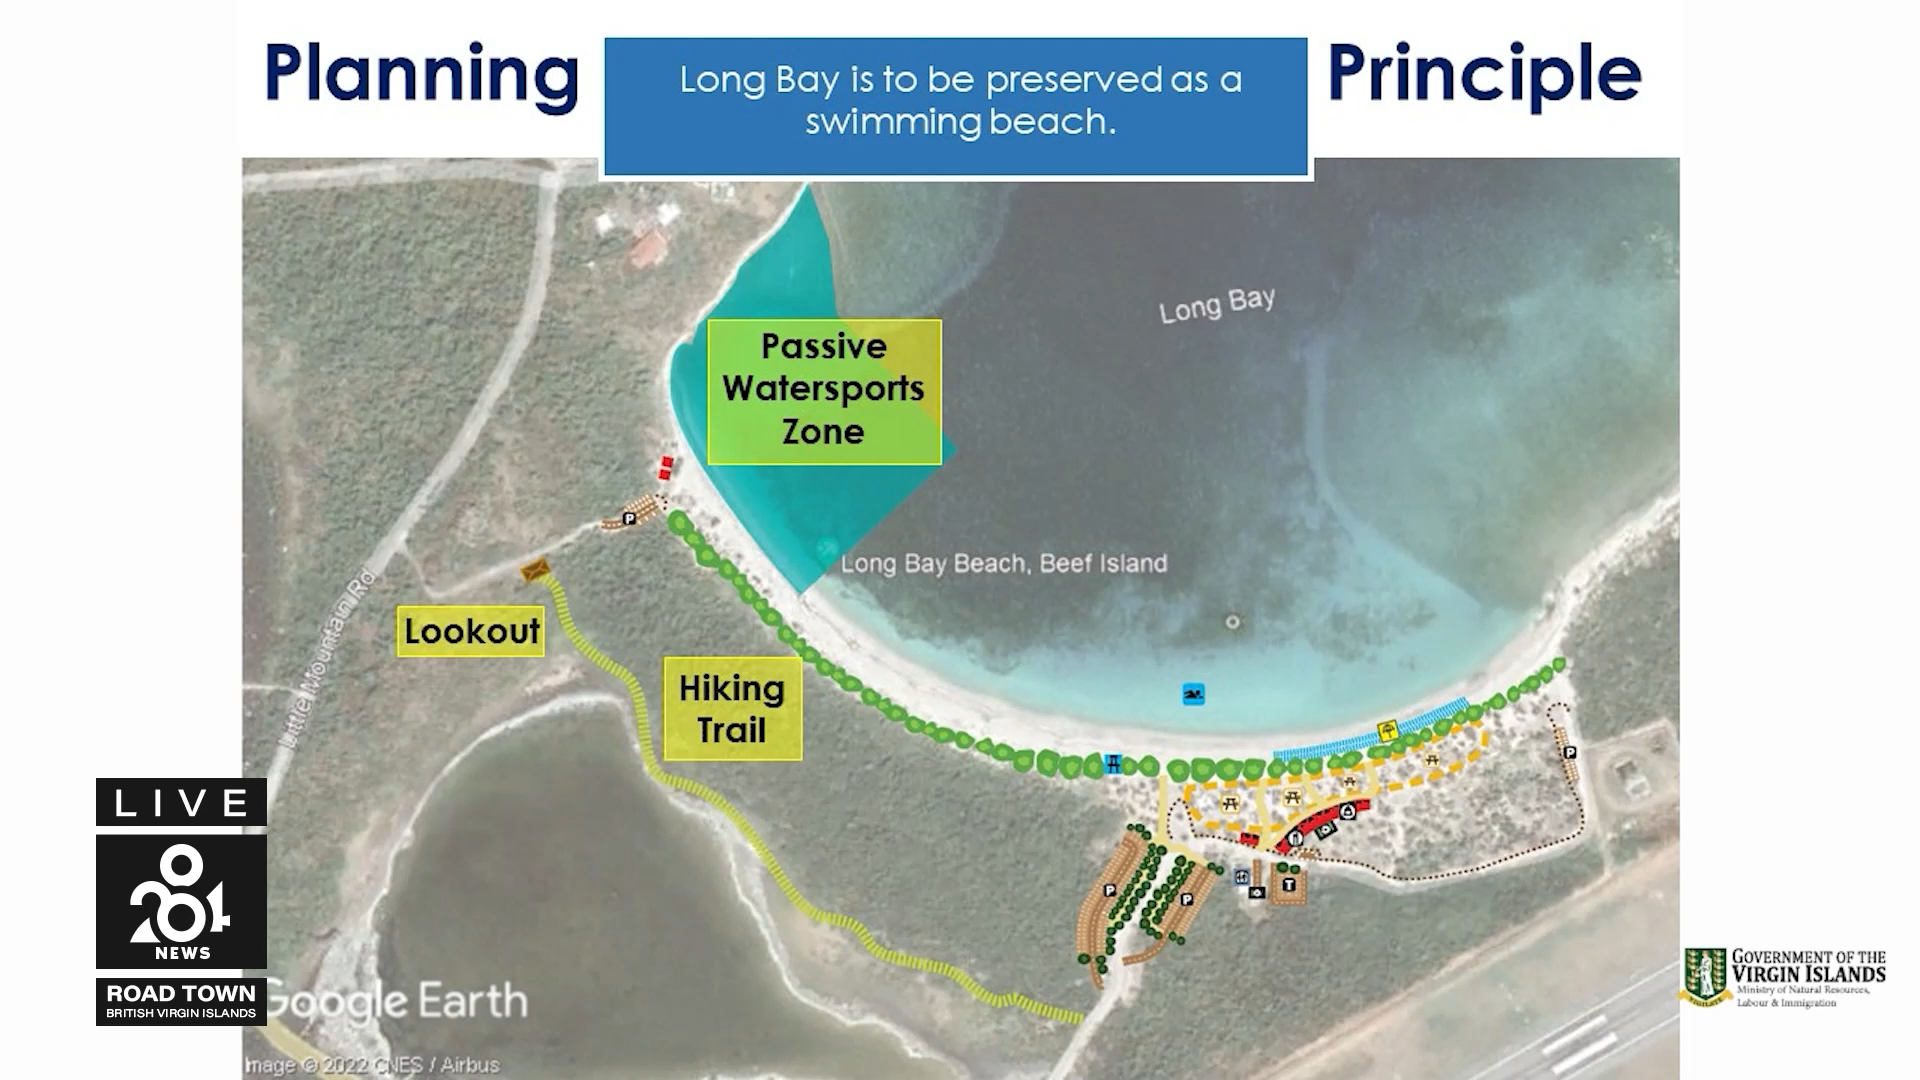 Planning
Long Bay is to be preserved as a
swimming beach.
Principle
Long Bay
Passive
Watersports
Zone
Long Bay Beach, Beef Island
P
Lookout
Hiking
Trail
Little Mountain Rd
P
P
P
T
LIVE
284
NEWS
ROAD TOWN
BRITISH VIRGIN ISLANDS
Google Earth
Image © 2022 CNES / Airbus
GOVERNMENT OF THE
VIRGIN ISLANDS
Ministry of Natural Resources,
Labour & Immigration
VIGILATE